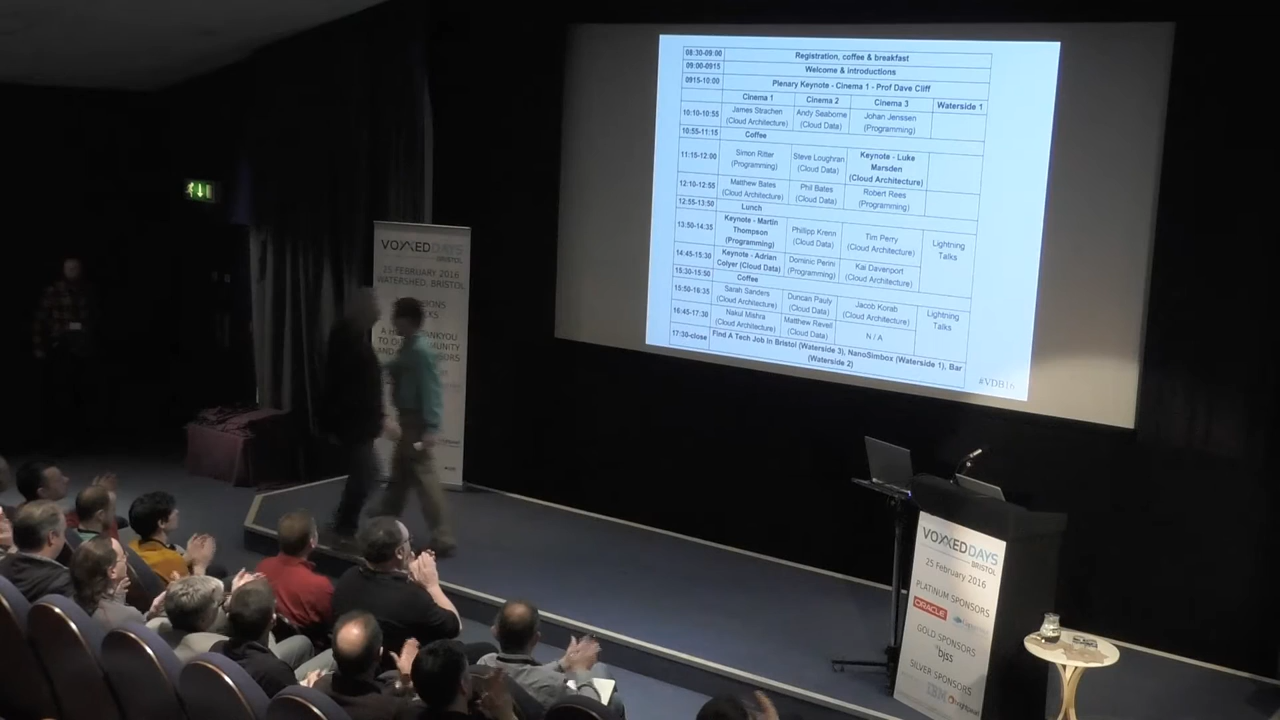 08:30-09:00 Registration, coffee & breakfast
09:00-0915 Welcome & introductions
0915-10:00 Plenary Keynote - Cinema 1 - Prof Dave Cliff
Cinema 1 Cinema 2 Cinema 3 Waterside 1
10:10-10:55 James Strachen Andy Seaborne Johan Jenssen
(Cloud Architecture) (Cloud Data) (Programming)
10:55-11:15 Coffee
11:15-12:00 Simon Ritter Steve Loughran Keynote - Luke
Marsden
(Programming) (Cloud Data) (Cloud Architecture)
12:10-12:55 Matthew Bates Phil Bates Robert Rees
(Cloud Architecture) (Cloud Data) (Programming)
12:55-13:50 Lunch
13:50-14:35 Keynote - Martin Phillipp Krenn Tim Perry Lightning
Thompson (Cloud Data) (Cloud Architecture) Talks
(Programming)
14:45-15:30 Keynote - Adrian Dominic Perini Kai Davenport
Colyer (Cloud Data) (Programming) (Cloud Architecture)
15:30-15:50 Coffee
15:50-16:35 Sarah Sanders Duncan Pauly Jacob Korab Lightning
(Cloud Architecture) (Cloud Data) (Cloud Architecture) Talks
16:45-17:30 Nakul Mishra Matthew Revell N / A
(Cloud Architecture) (Cloud Data)
17:30-close Find A Tech Job In Bristol (Waterside 3), NanoSimbox (Waterside 1), Bar
(Waterside 2)
#VDB16
VOXXEDDAYS
BRISTOL
25 FEBRUARY 2016
WATERSHED, BRISTOL
VOXXEDDAYS
BRISTOL
25 February 2016
PLATINUM SPONSORS
ORACLE
GOLD SPONSORS
bjss
SILVER SPONSORS
IBM